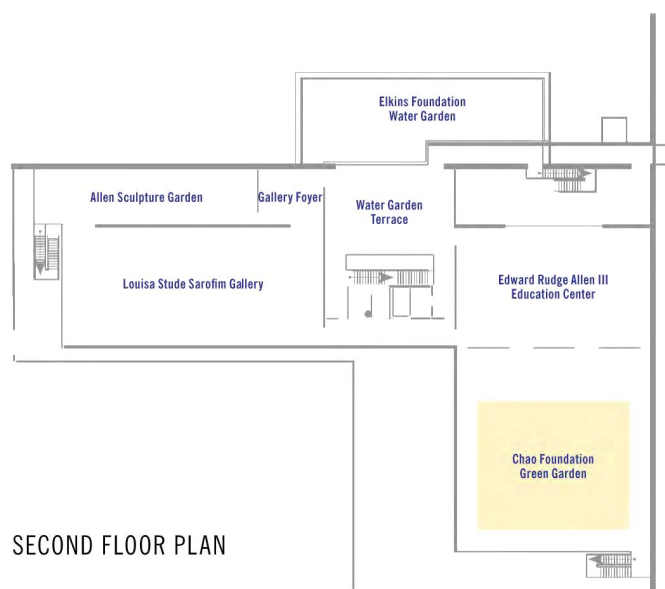 Elkins Foundation
Water Garden
Allen Sculpture Garden
Gallery Foyer
Water Garden
Terrace
Louisa Stude Sarofim Gallery
Edward Rudge Allen III
Education Center
Chao Foundation
Green Garden
SECOND FLOOR PLAN